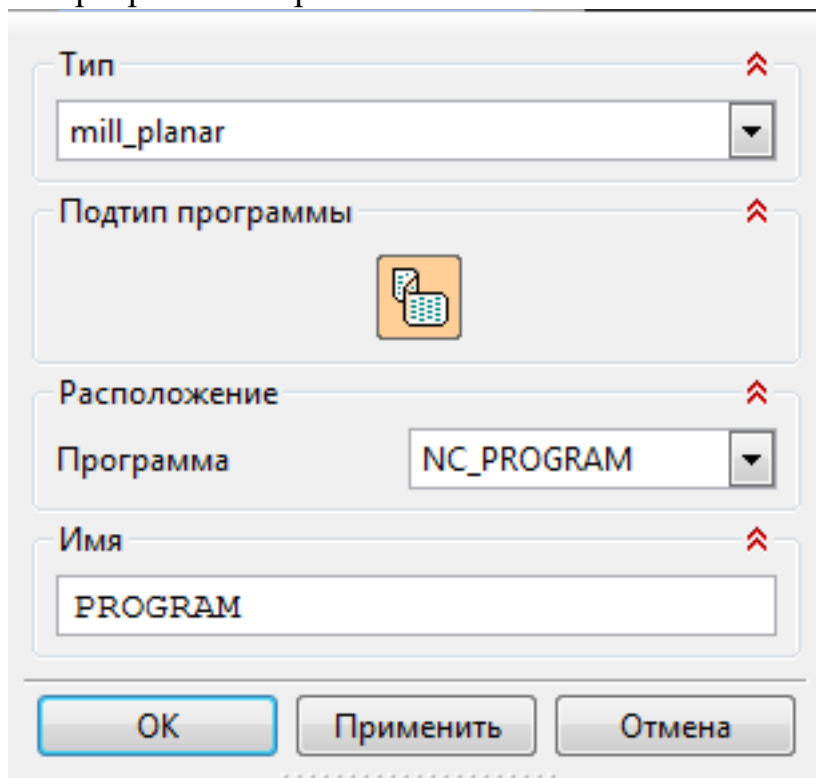 Тип
mill_planar
Подтип программы
Расположение
Программа NC_PROGRAM
Имя
PROGRAM
OK Применить Отмена